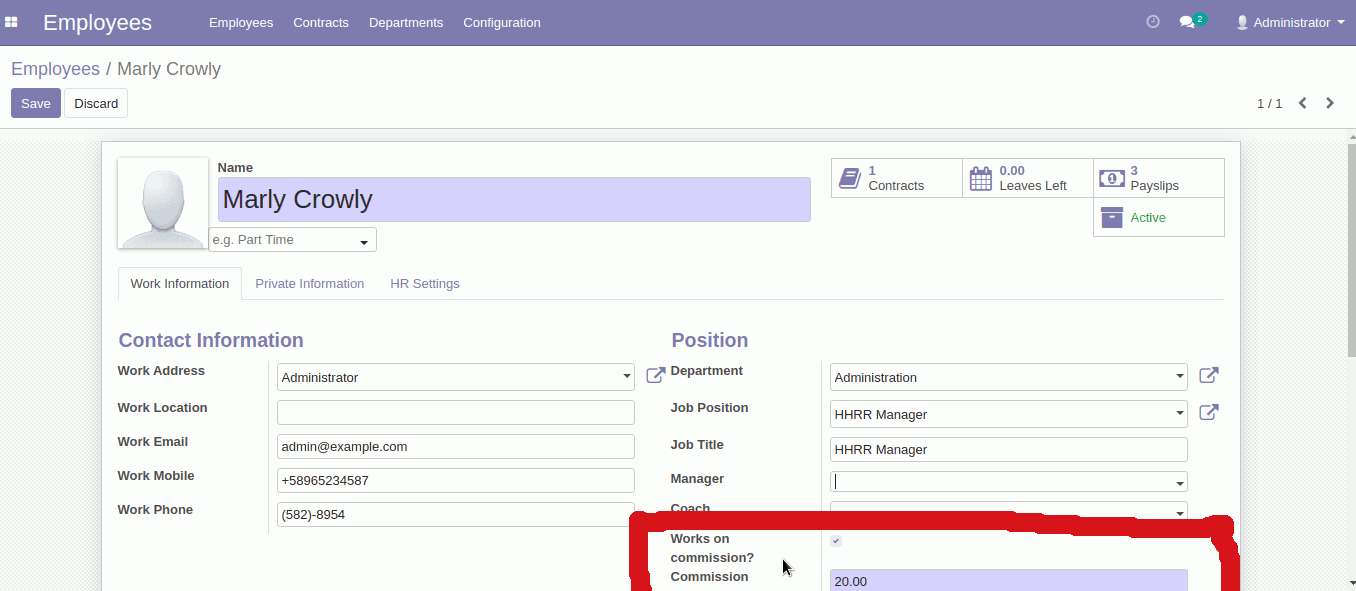 Employees Employees Contracts Departments Configuration 2 Administrator
Employees / Marly Crowly
Save Discard 1 / 1
Name
Marly Crowly
e.g. Part Time
1 Contracts
0.00 Leaves Left
3 Payslips
Active
Work Information Private Information HR Settings
Contact Information
Work Address Administrator
Work Location
Work Email admin@example.com
Work Mobile +58965234587
Work Phone (582)-8954
Position
Department Administration
Job Position HHRR Manager
Job Title HHRR Manager
Manager
Coach
Works on
commission?
Commission 20.00